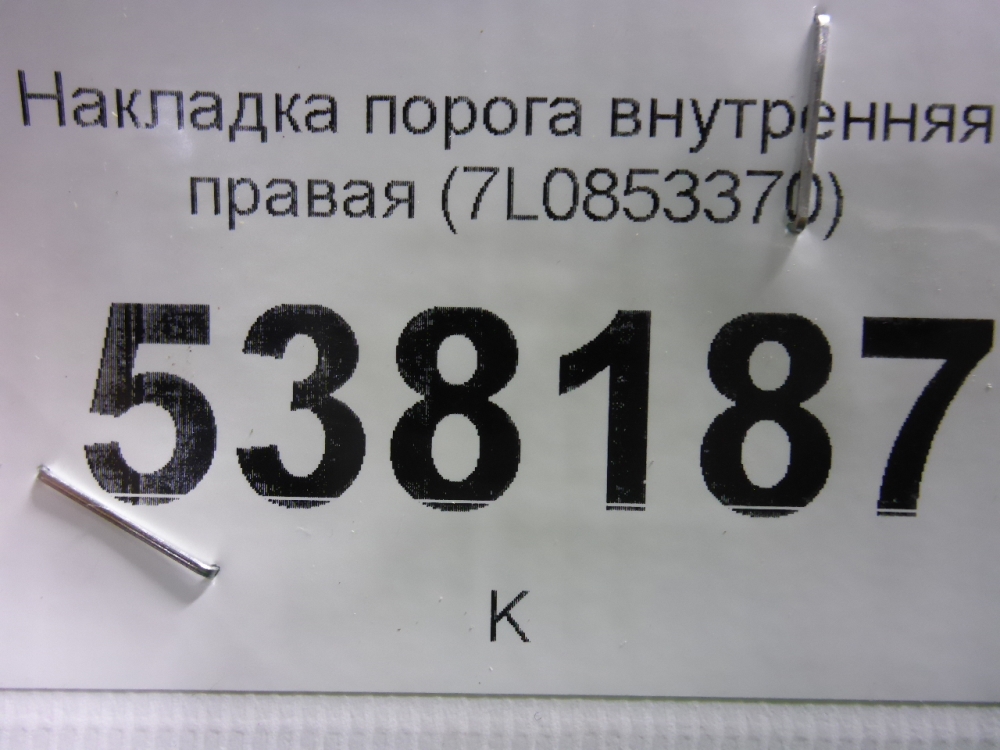 Накладка порога внутренняя
правая (7L0853370)
538187
К